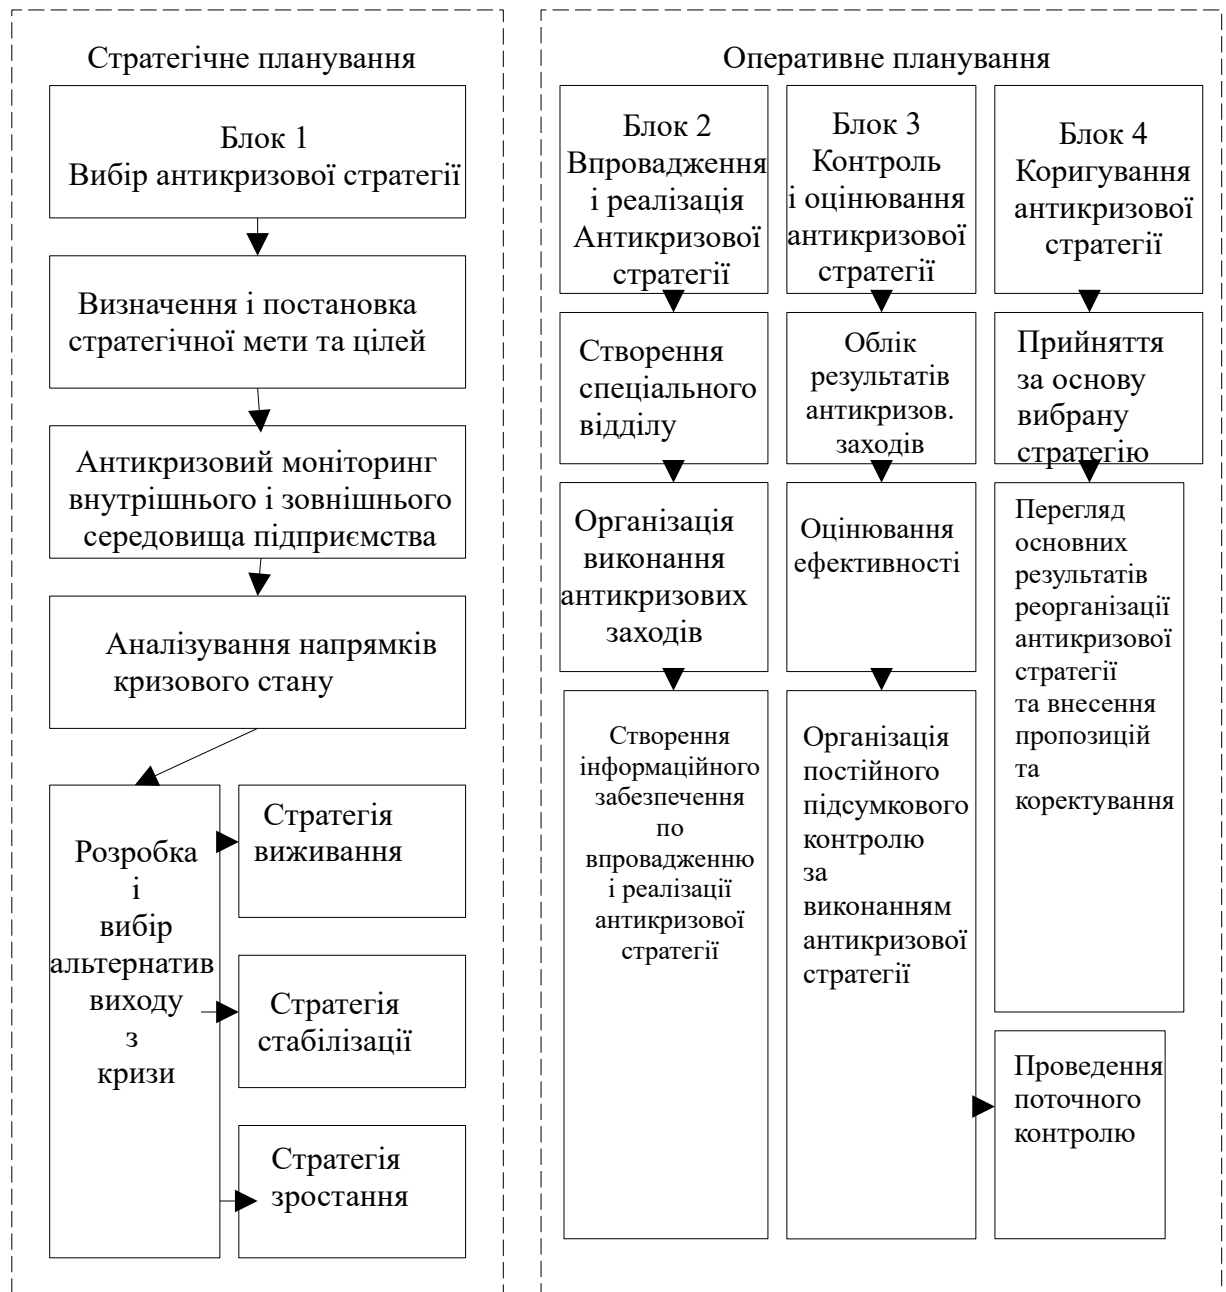 Стратегічне планування
Блок 1
Вибір антикризової стратегії
Визначення і постановка
стратегічної мети та цілей
Антикризовий моніторинг
внутрішнього і зовнішнього
середовища підприємства
Аналізування напрямків
кризового стану
Розробка
і
вибір
альтернатив
виходу
з
кризи
Стратегія
виживання
Стратегія
стабілізації
Стратегія
зростання
Оперативне планування
Блок 2
Впровадження
і реалізація
Антикризової
стратегії
Створення
спеціального
відділу
Організація
виконання
антикризових
заходів
Створення
інформаційного
забезпечення
по
впровадженню
і реалізації
антикризової
стратегії
Блок 3
Контроль
і оцінювання
антикризової
стратегії
Облік
результатів
антикризов.
заходів
Оцінювання
ефективності
Організація
постійного
підсумкового
контролю
за
виконанням
антикризової
стратегії
Блок 4
Коригування
антикризової
стратегії
Прийняття
за основу
вибрану
стратегію
Перегляд
основних
результатів
реорганізації
антикризової
стратегії
та внесення
пропозицій
та
коректування
Проведення
поточного
контролю